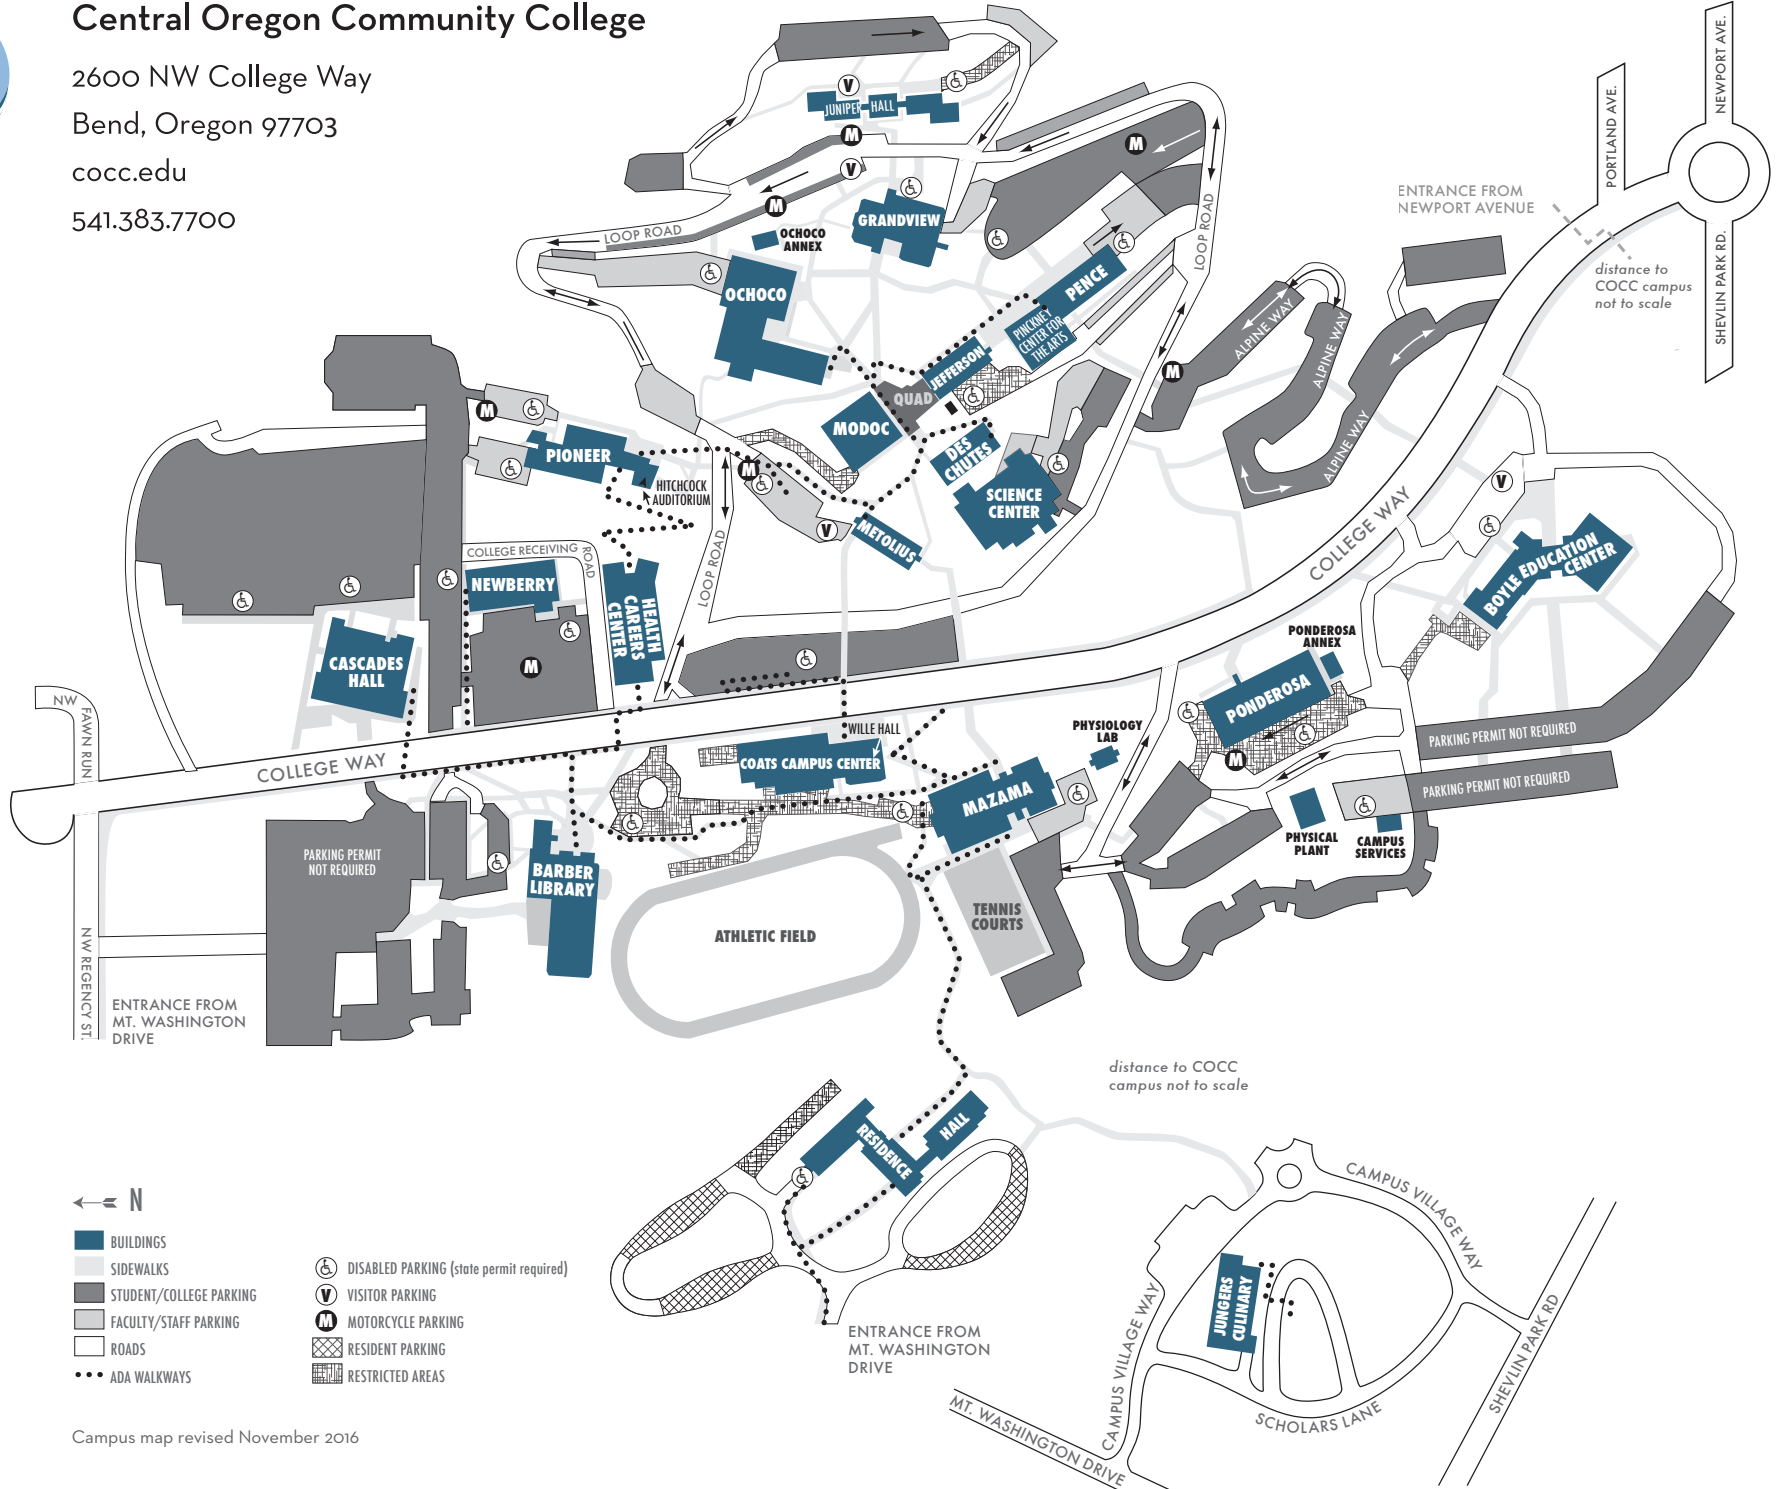 Central Oregon Community College
2600 NW College Way
Bend, Oregon 97703
cocc.edu
541.383.7700
V
JUNIPER HALL
M
V
M
M
GRANDVIEW
OCHOCO
ANNEX
LOOP ROAD
OCHOCO
PENCE
PINCKNEY
CENTER FOR
THE ARTS
JEFFERSON
QUAD
MODOC
DES
CHUTES
SCIENCE
CENTER
METOLIUS
V
M
LOOP ROAD
M
ALPINE WAY
ALPINE WAY
ALPINE WAY
ENTRANCE FROM
NEWPORT AVENUE
PORTLAND AVE.
NEWPORT AVE.
SHEVLIN PARK RD.
distance to
COCC campus
not to scale
M
PIONEER
HITCHCOCK
AUDITORIUM
COLLEGE RECEIVING
ROAD
NEWBERRY
HEALTH
CAREERS
CENTER
LOOP ROAD
M
CASCADES
HALL
NW
FAWN RUN
COLLEGE WAY
COLLEGE WAY
V
BOYLE EDUCATION
CENTER
PONDEROSA
ANNEX
PONDEROSA
M
PHYSIOLOGY
LAB
PARKING PERMIT NOT REQUIRED
PARKING PERMIT NOT REQUIRED
PHYSICAL
PLANT
CAMPUS
SERVICES
WILLE HALL
COATS CAMPUS CENTER
MAZAMA
PARKING PERMIT
NOT REQUIRED
BARBER
LIBRARY
ATHLETIC FIELD
TENNIS
COURTS
NW REGENCY ST.
ENTRANCE FROM
MT. WASHINGTON
DRIVE
distance to COCC
campus not to scale
RESIDENCE
HALL
ENTRANCE FROM
MT. WASHINGTON
DRIVE
CAMPUS VILLAGE WAY
JUNGERS
CULINARY
CAMPUS VILLAGE WAY
SCHOLARS LANE
SHEVLIN PARK RD
MT. WASHINGTON DRIVE
N
BUILDINGS
SIDEWALKS
STUDENT/COLLEGE PARKING
FACULTY/STAFF PARKING
ROADS
ADA WALKWAYS
DISABLED PARKING (state permit required)
V VISITOR PARKING
M MOTORCYCLE PARKING
RESIDENT PARKING
RESTRICTED AREAS
Campus map revised November 2016